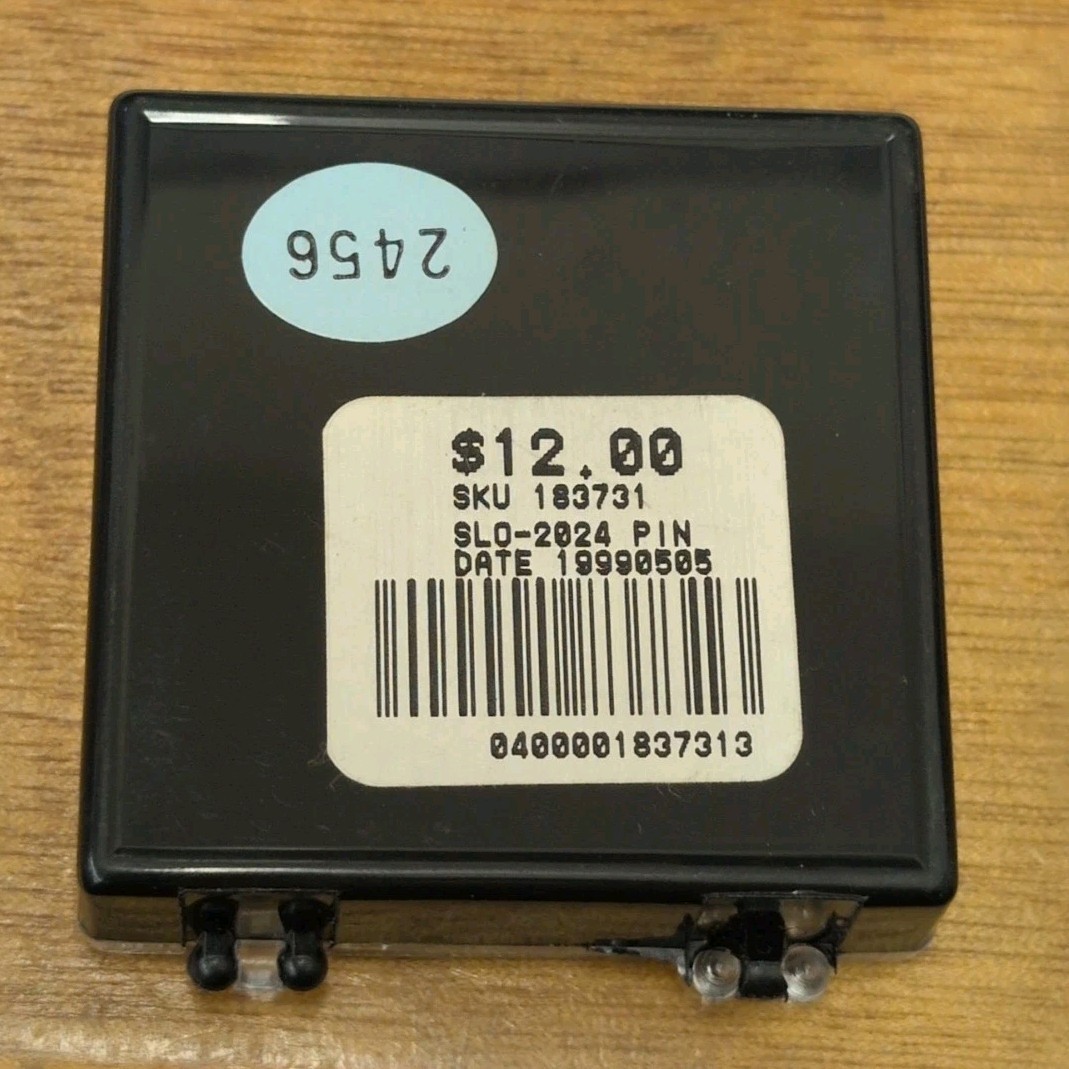 2456
$12.00
SKU 183731
SLO-2024 PIN
DATE 19990505
0400001837313